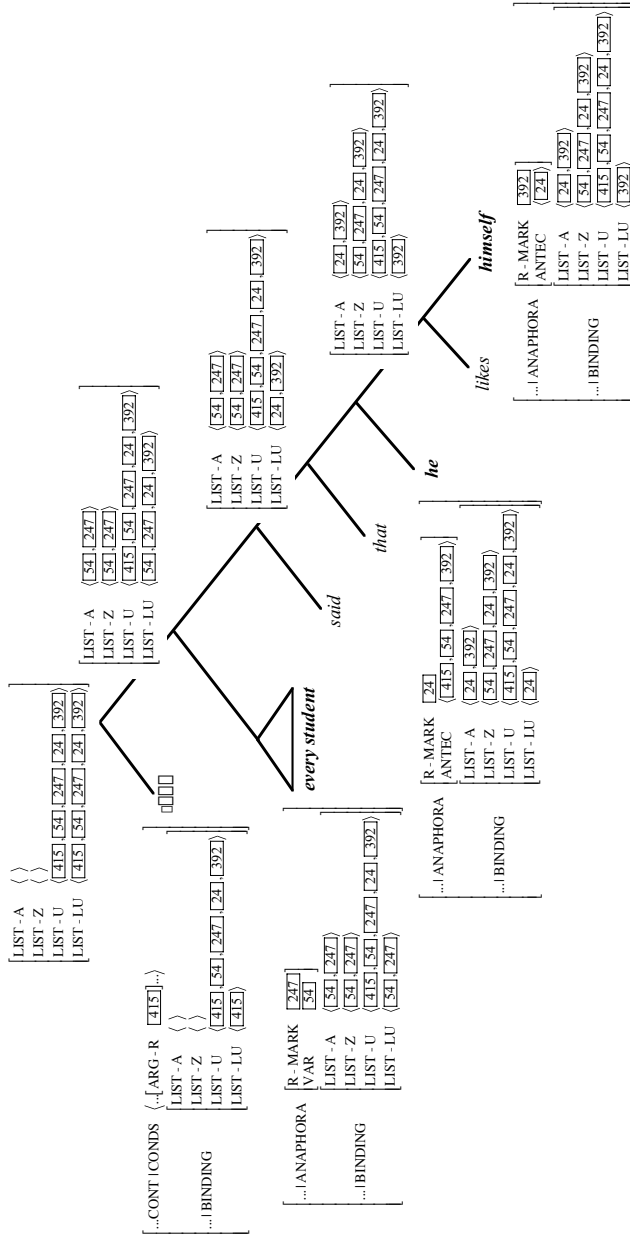 LIST - A ⟨⟩
LIST - Z ⟨⟩
LIST - U ⟨415, 54, 247, 24, 392⟩
LIST - LU ⟨415, 54, 247, 24, 392⟩
...CONT |CONDS ⟨...[ARG - R 415]...⟩
...| BINDING
LIST - A ⟨⟩
LIST - Z ⟨⟩
LIST - U ⟨415, 54, 247, 24, 392⟩
LIST - LU ⟨415⟩
LIST - A ⟨54, 247⟩
LIST - Z ⟨54, 247⟩
LIST - U ⟨415, 54, 247, 24, 392⟩
LIST - LU ⟨54, 247, 24, 392⟩
every student
...| ANAPHORA
R - MARK 247
VAR 54
...| BINDING
LIST - A ⟨54, 247⟩
LIST - Z ⟨54, 247⟩
LIST - U ⟨415, 54, 247, 24, 392⟩
LIST - LU ⟨54, 247⟩
said
LIST - A ⟨54, 247⟩
LIST - Z ⟨54, 247⟩
LIST - U ⟨415, 54, 247, 24, 392⟩
LIST - LU ⟨24, 392⟩
that
he
...| ANAPHORA
R - MARK 24
ANTEC ⟨415, 54, 247, 392⟩
...| BINDING
LIST - A ⟨24, 392⟩
LIST - Z ⟨54, 247, 24, 392⟩
LIST - U ⟨415, 54, 247, 24, 392⟩
LIST - LU ⟨24⟩
LIST - A ⟨24, 392⟩
LIST - Z ⟨54, 247, 24, 392⟩
LIST - U ⟨415, 54, 247, 24, 392⟩
LIST - LU ⟨392⟩
likes
himself
...| ANAPHORA
R - MARK 392
ANTEC ⟨24⟩
...| BINDING
LIST - A ⟨24, 392⟩
LIST - Z ⟨54, 247, 24, 392⟩
LIST - U ⟨415, 54, 247, 24, 392⟩
LIST - LU ⟨392⟩